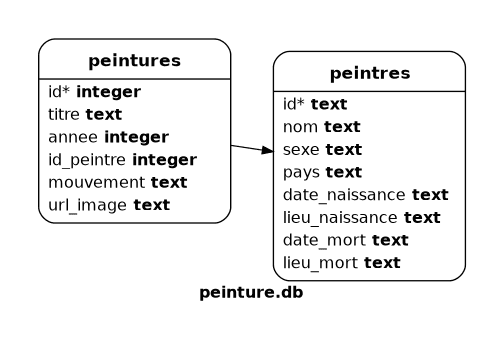 peintures
id* integer
titre text
annee integer
id_peintre integer
mouvement text
url_image text
peintres
id* text
nom text
sexe text
pays text
date_naissance text
lieu_naissance text
date_mort text
lieu_mort text
peinture.db